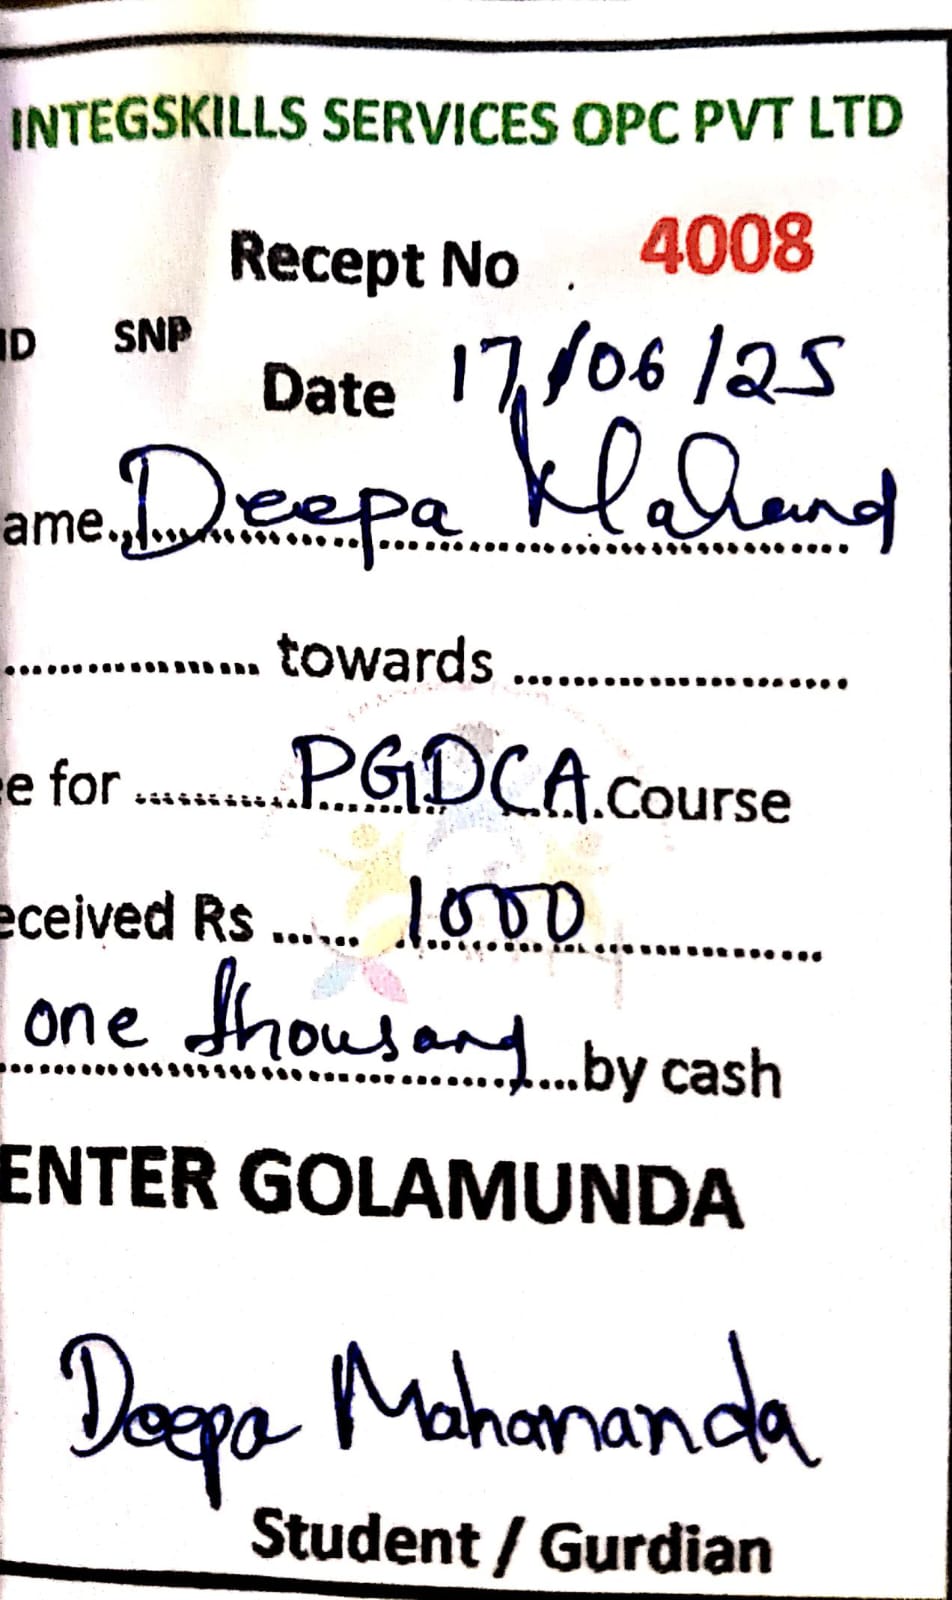 INTEGSKILLS SERVICES OPC PVT LTD
Recept No . 4008
ID SNP
Date 17/06/25
ame Deepa Mahand
.................. towards ......................
e for ........... PGDCA.Course
eceived Rs ...... 1000 ...............
one thousand ....by cash
ENTER GOLAMUNDA
Deepa Mahananda
Student / Gurdian